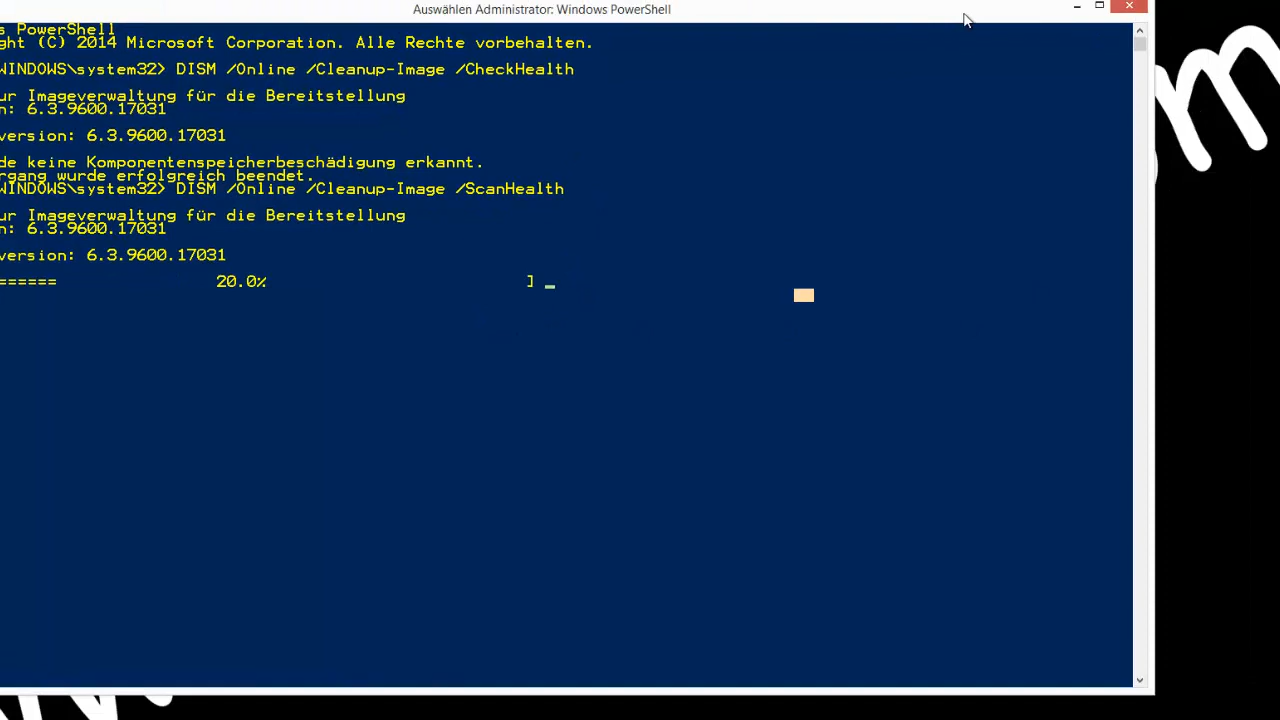 Auswählen Administrator: Windows PowerShell
s PowerShell
ght (C) 2014 Microsoft Corporation. Alle Rechte vorbehalten.
WINDOWS\system32> DISM /Online /Cleanup-Image /CheckHealth
ur Imageverwaltung für die Bereitstellung
n: 6.3.9600.17031
version: 6.3.9600.17031
de keine Komponentenspeicherbeschädigung erkannt.
rgang wurde erfolgreich beendet.
WINDOWS\system32> DISM /Online /Cleanup-Image /ScanHealth
ur Imageverwaltung für die Bereitstellung
n: 6.3.9600.17031
version: 6.3.9600.17031
====== 20.0% ] _